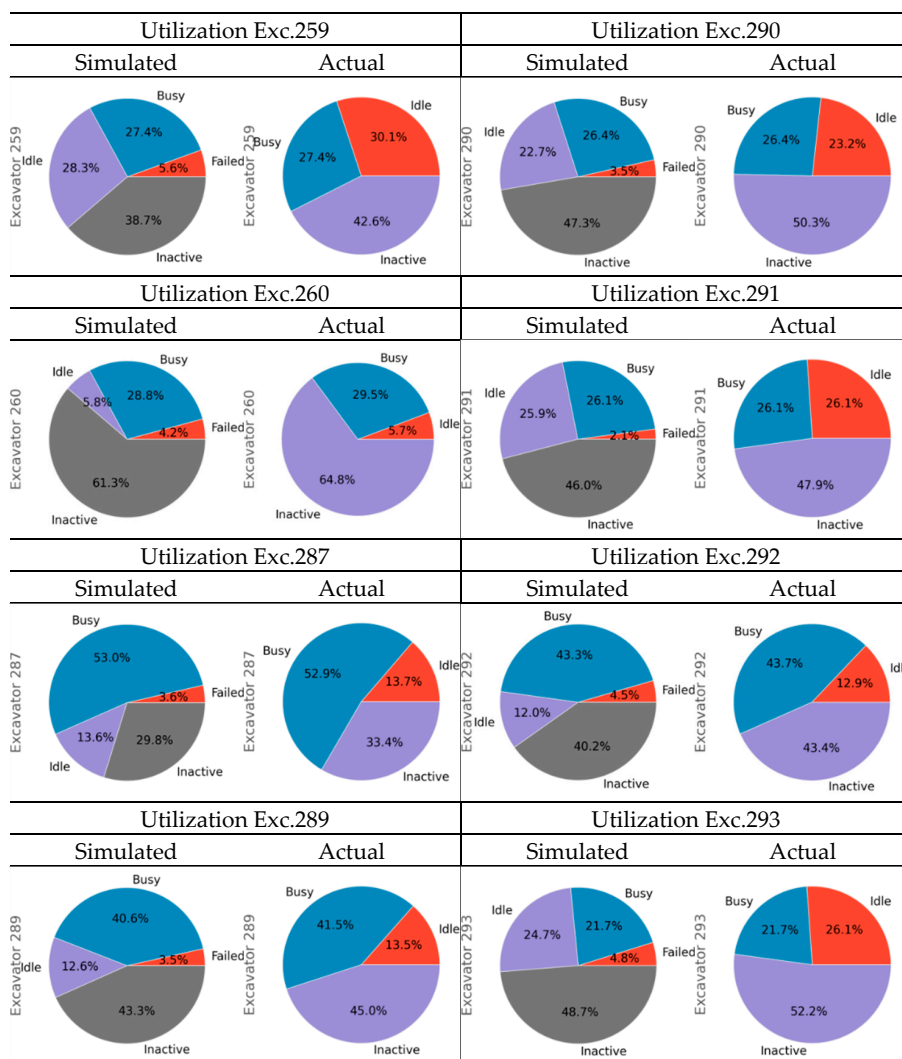 Utilization Exc.259
Utilization Exc.290
Simulated
Actual
Simulated
Actual
Excavator 259
Busy
27.4%
Idle
28.3%
Failed
5.6%
38.7%
Inactive
Excavator 259
Busy
27.4%
Idle
30.1%
42.6%
Inactive
Excavator 290
Busy
26.4%
Idle
22.7%
Failed
3.5%
47.3%
Inactive
Excavator 290
Busy
26.4%
Idle
23.2%
50.3%
Inactive
Utilization Exc.260
Utilization Exc.291
Simulated
Actual
Simulated
Actual
Excavator 260
Busy
28.8%
Idle
5.8%
Failed
4.2%
61.3%
Inactive
Excavator 260
Busy
29.5%
Idle
5.7%
64.8%
Excavator 291
Busy
26.1%
Idle
25.9%
Failed
2.1%
46.0%
Inactive
Excavator 291
Busy
26.1%
Idle
26.1%
47.9%
Inactive
Utilization Exc.287
Utilization Exc.292
Simulated
Actual
Simulated
Actual
Excavator 287
Busy
53.0%
Failed
3.6%
Idle
13.6%
29.8%
Inactive
Excavator 287
Busy
52.9%
Idle
13.7%
33.4%
Inactive
Excavator 292
Busy
43.3%
Failed
4.5%
Idle
12.0%
40.2%
Inactive
Excavator 292
Busy
43.7%
Idl
12.9%
43.4%
Inactive
Utilization Exc.289
Utilization Exc.293
Simulated
Actual
Simulated
Actual
Excavator 289
Busy
40.6%
Failed
3.5%
Idle
12.6%
43.3%
Inactive
Excavator 289
Busy
41.5%
Idle
13.5%
45.0%
Inactive
Excavator 293
Busy
21.7%
Idle
24.7%
Failed
4.8%
48.7%
Inactive
Excavator 293
Busy
21.7%
Idle
26.1%
52.2%
Inactive